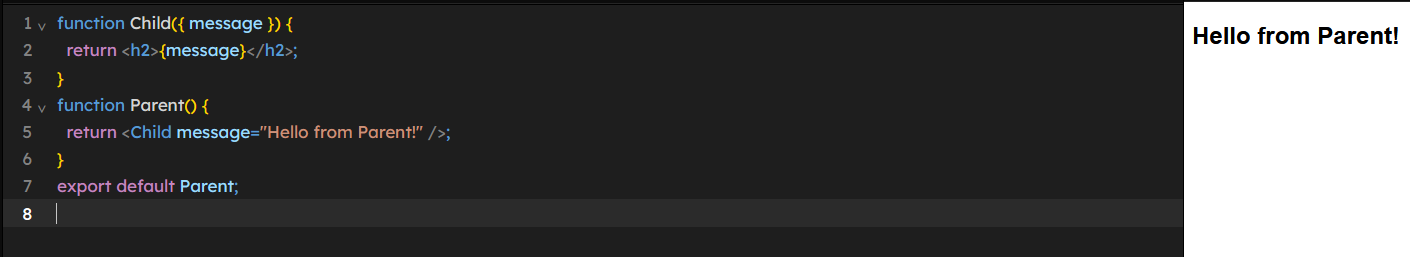 1 function Child({ message }) {
2 return <h2>{message}</h2>;
3 }
4 function Parent() {
5 return <Child message="Hello from Parent!" />;
6 }
7 export default Parent;
8
Hello from Parent!